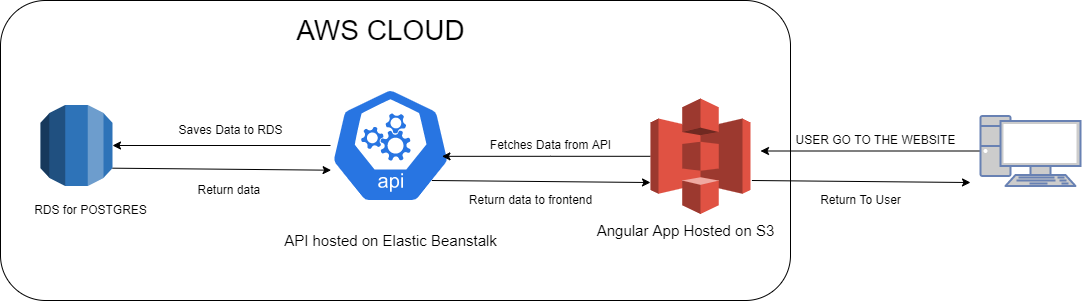 AWS CLOUD
Saves Data to RDS
Fetches Data from API
USER GO TO THE WEBSITE
api
Return data
Return data to frontend
Return To User
RDS for POSTGRES
API hosted on Elastic Beanstalk
Angular App Hosted on S3